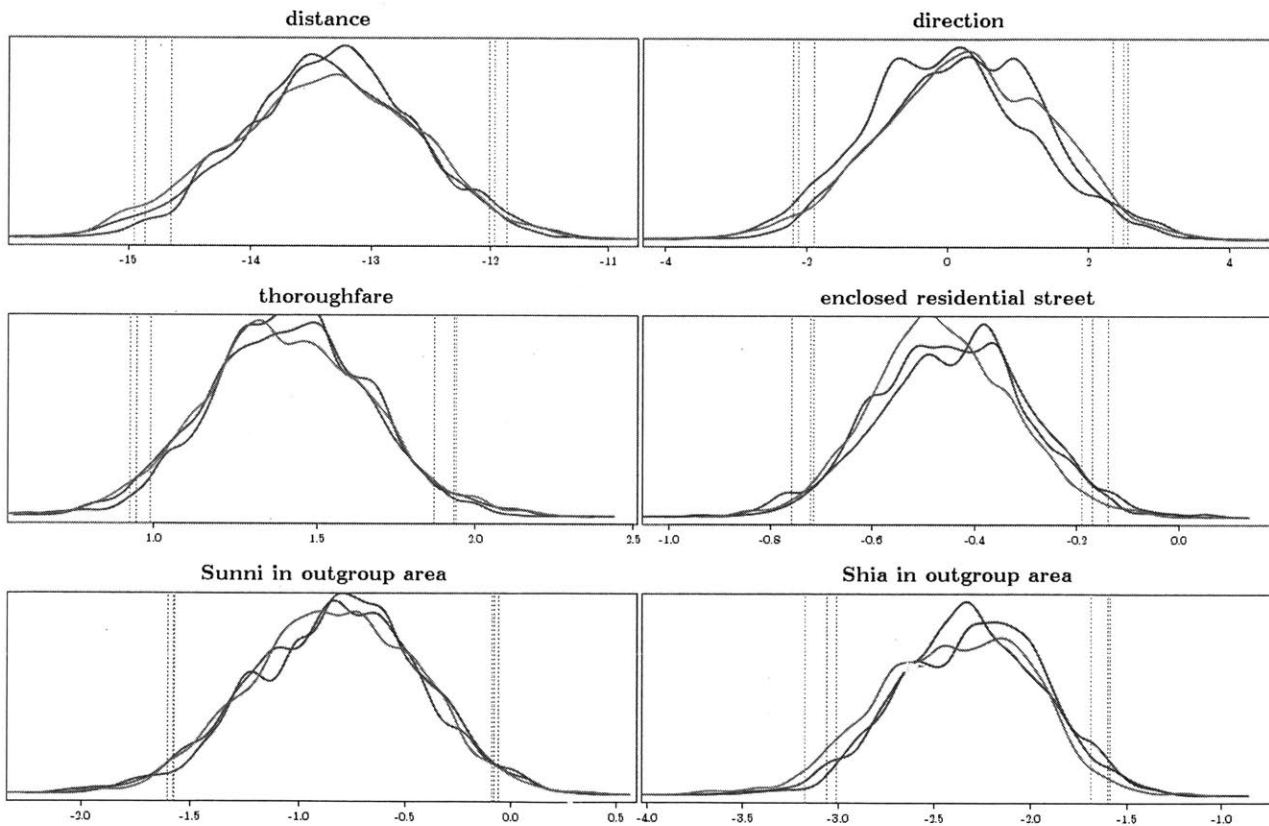 distance
direction
-15 -14 -13 -12 -11
-4 -2 0 2 4
thoroughfare
enclosed residential street
1.0 1.5 2.0 2.5
-1.0 -0.8 -0.6 -0.4 -0.2 0.0
Sunni in outgroup area
Shia in outgroup area
-2.0 -1.5 -1.0 -0.5 0.0 0.5
-4.0 -3.5 -3.0 -2.5 -2.0 -1.5 -1.0